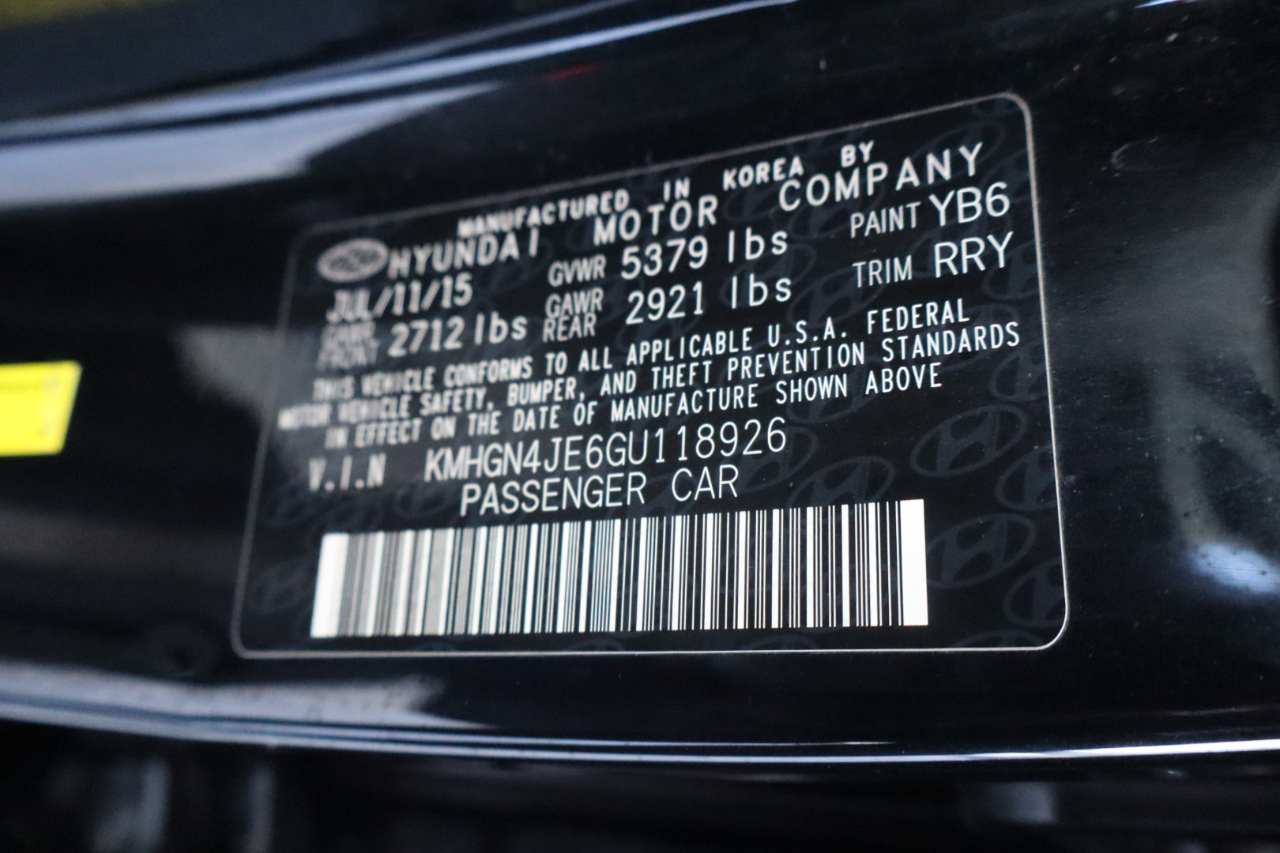 MANUFACTURED IN KOREA BY
HYUNDAI MOTOR COMPANY
JUL/11/15 GVWR 5379 lbs PAINT YB6
GAWR FRONT 2712 lbs GAWR REAR 2921 lbs TRIM RRY
THIS VEHICLE CONFORMS TO ALL APPLICABLE U.S.A. FEDERAL
MOTOR VEHICLE SAFETY, BUMPER, AND THEFT PREVENTION STANDARDS
IN EFFECT ON THE DATE OF MANUFACTURE SHOWN ABOVE
V.I.N KMHGN4JE6GU118926
PASSENGER CAR